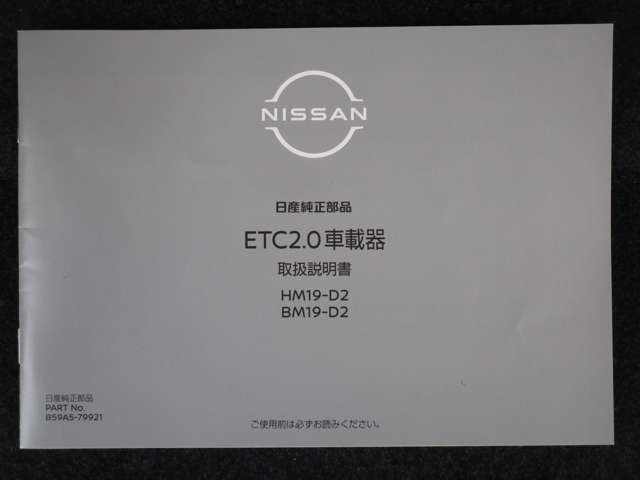 NISSAN
日産純正部品
ETC2.0車載器
取扱説明書
HM19-D2
BM19-D2
日産純正部品
PART No.
B59A5-79921
ご使用前は必ずお読みください。